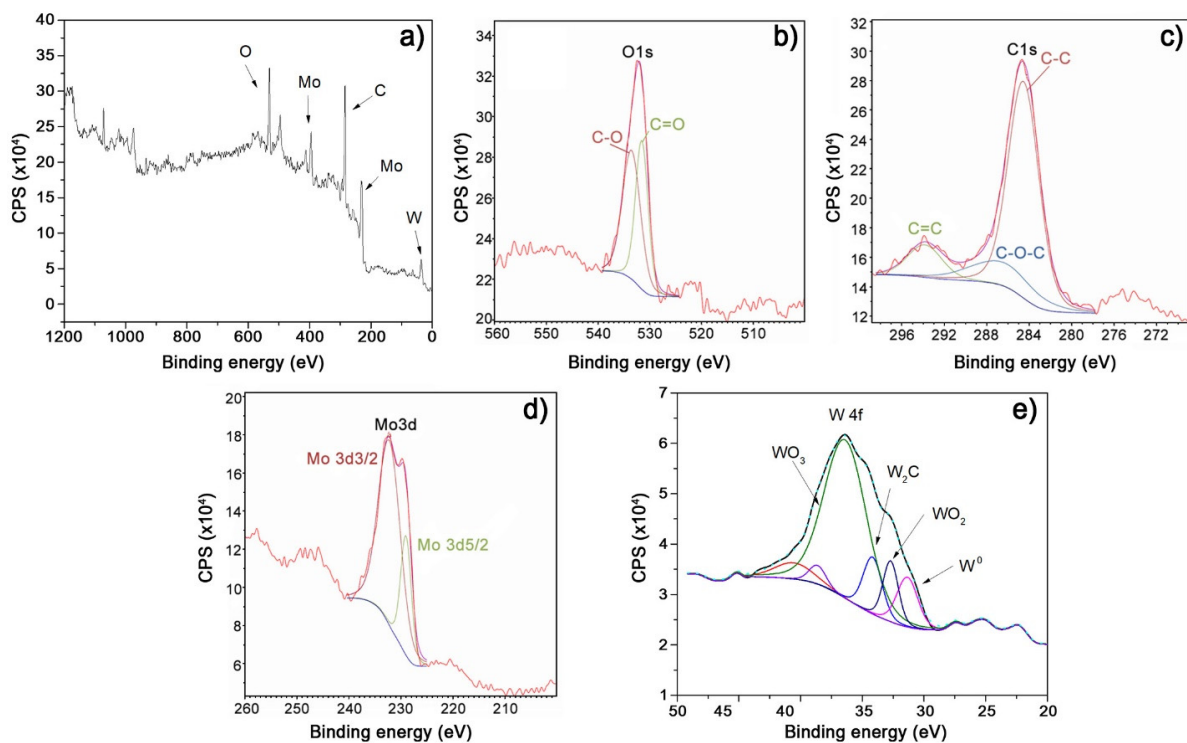 a)
CPS (x10⁴)
40
35
30
25
20
15
10
5
0
O
Mo
C
Mo
W
1200 1000 800 600 400 200 0
Binding energy (eV)
b)
CPS (x10⁴)
34
32
30
28
26
24
22
20
O1s
C-O
C=O
560 550 540 530 520 510
Binding energy (eV)
c)
CPS (x10⁴)
32
30
28
26
24
22
20
18
16
14
12
C1s
C-C
C=C
C-O-C
296 292 288 284 280 276 272
Binding energy (eV)
d)
CPS (x10⁴)
20
18
16
14
12
10
8
6
Mo3d
Mo 3d3/2
Mo 3d5/2
260 250 240 230 220 210 200
Binding energy (eV)
e)
CPS (x10⁴)
7
6
5
4
3
2
1
W 4f
WO₃
W₂C
WO₂
W⁰
50 45 40 35 30 25 20
Binding energy (eV)